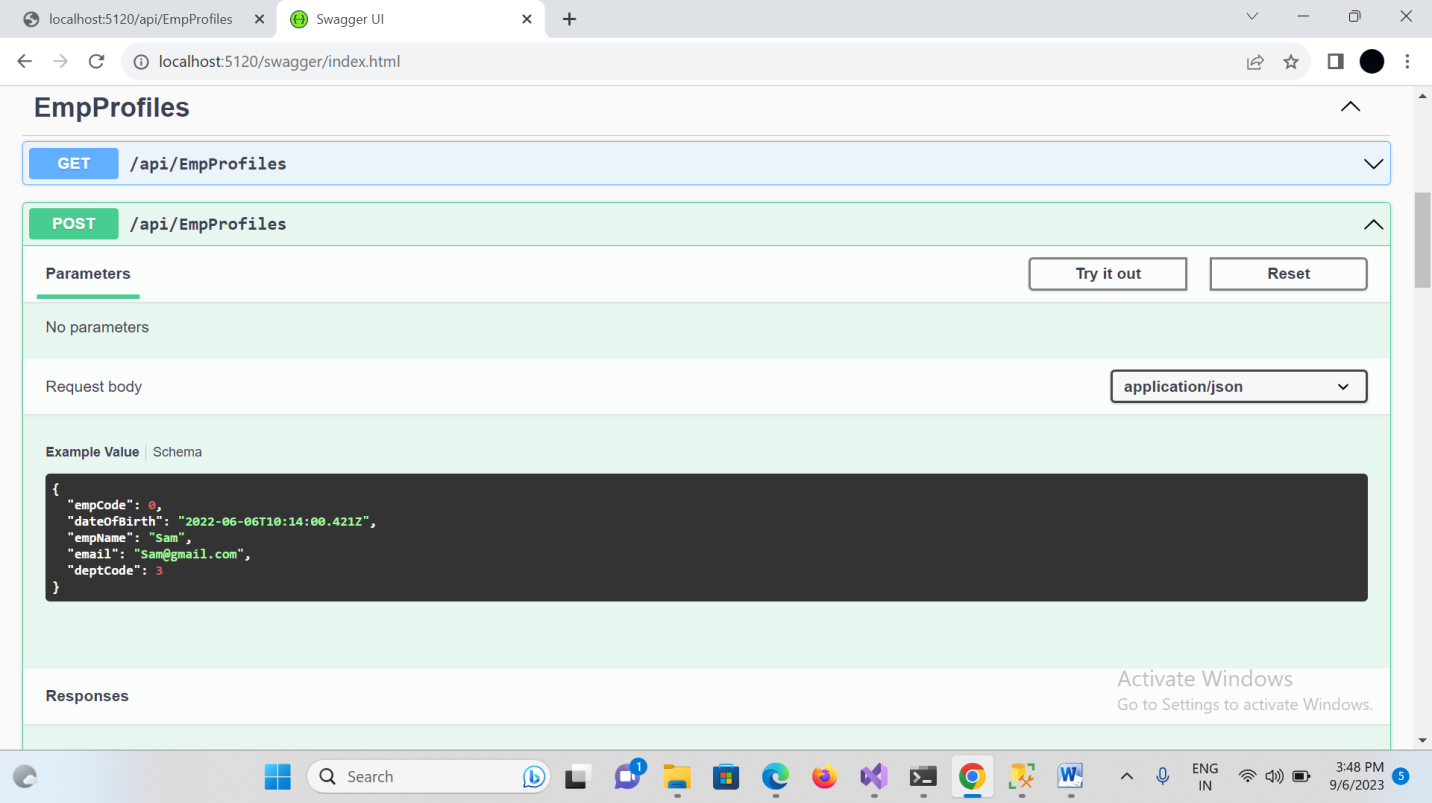 localhost:5120/api/EmpProfiles
Swagger UI
localhost:5120/swagger/index.html
EmpProfiles
GET /api/EmpProfiles
POST /api/EmpProfiles
Parameters Try it out Reset
No parameters
Request body application/json
Example Value Schema
{
"empCode": 0,
"dateOfBirth": "2022-06-06T10:14:00.421Z",
"empName": "Sam",
"email": "Sam@gmail.com",
"deptCode": 3
}
Responses
Activate Windows
Go to Settings to activate Windows.
Search
1
W
ENG
IN
3:48 PM
9/6/2023
5